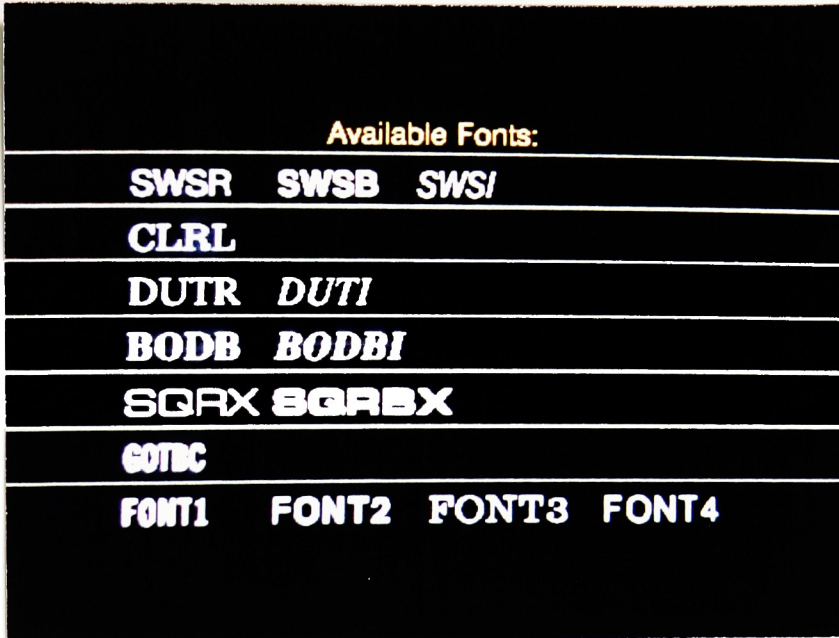 Available Fonts:
SWSR SWSB SWSI
CLRL
DUTR DUTI
BODB BODBI
SQRX SQRBX
GOTBC
FONT1 FONT2 FONT3 FONT4